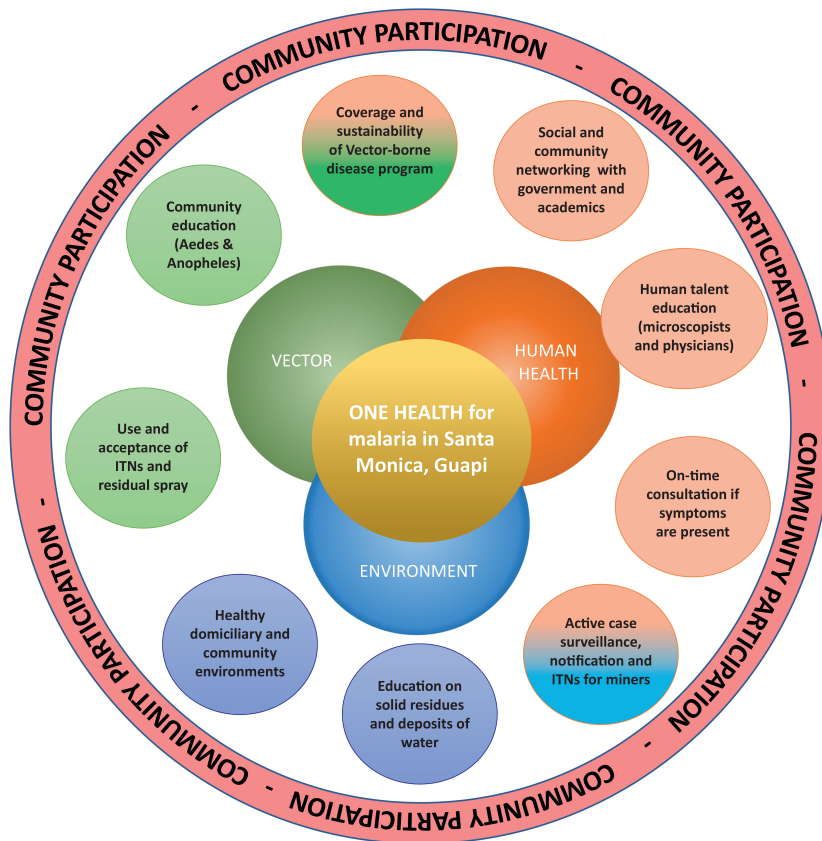 COMMUNITY PARTICIPATION - COMMUNITY PARTICIPATION - COMMUNITY PARTICIPATION - COMMUNITY PARTICIPATION - COMMUNITY PARTICIPATION - COMMUNITY PARTICIPATION - COMMUNITY PARTICIPATION -
Coverage and
sustainability
of Vector-borne
disease program
Social and
community
networking with
government and
academics
Human talent
education
(microscopists
and physicians)
On-time
consultation if
symptoms
are present
Active case
surveillance,
notification and
ITNs for miners
Education on
solid residues
and deposits of
water
Healthy
domiciliary and
community
environments
Use and
acceptance of
ITNs and
residual spray
Community
education
(Aedes &
Anopheles)
VECTOR
HUMAN
HEALTH
ONE HEALTH for
malaria in Santa
Monica, Guapi
ENVIRONMENT